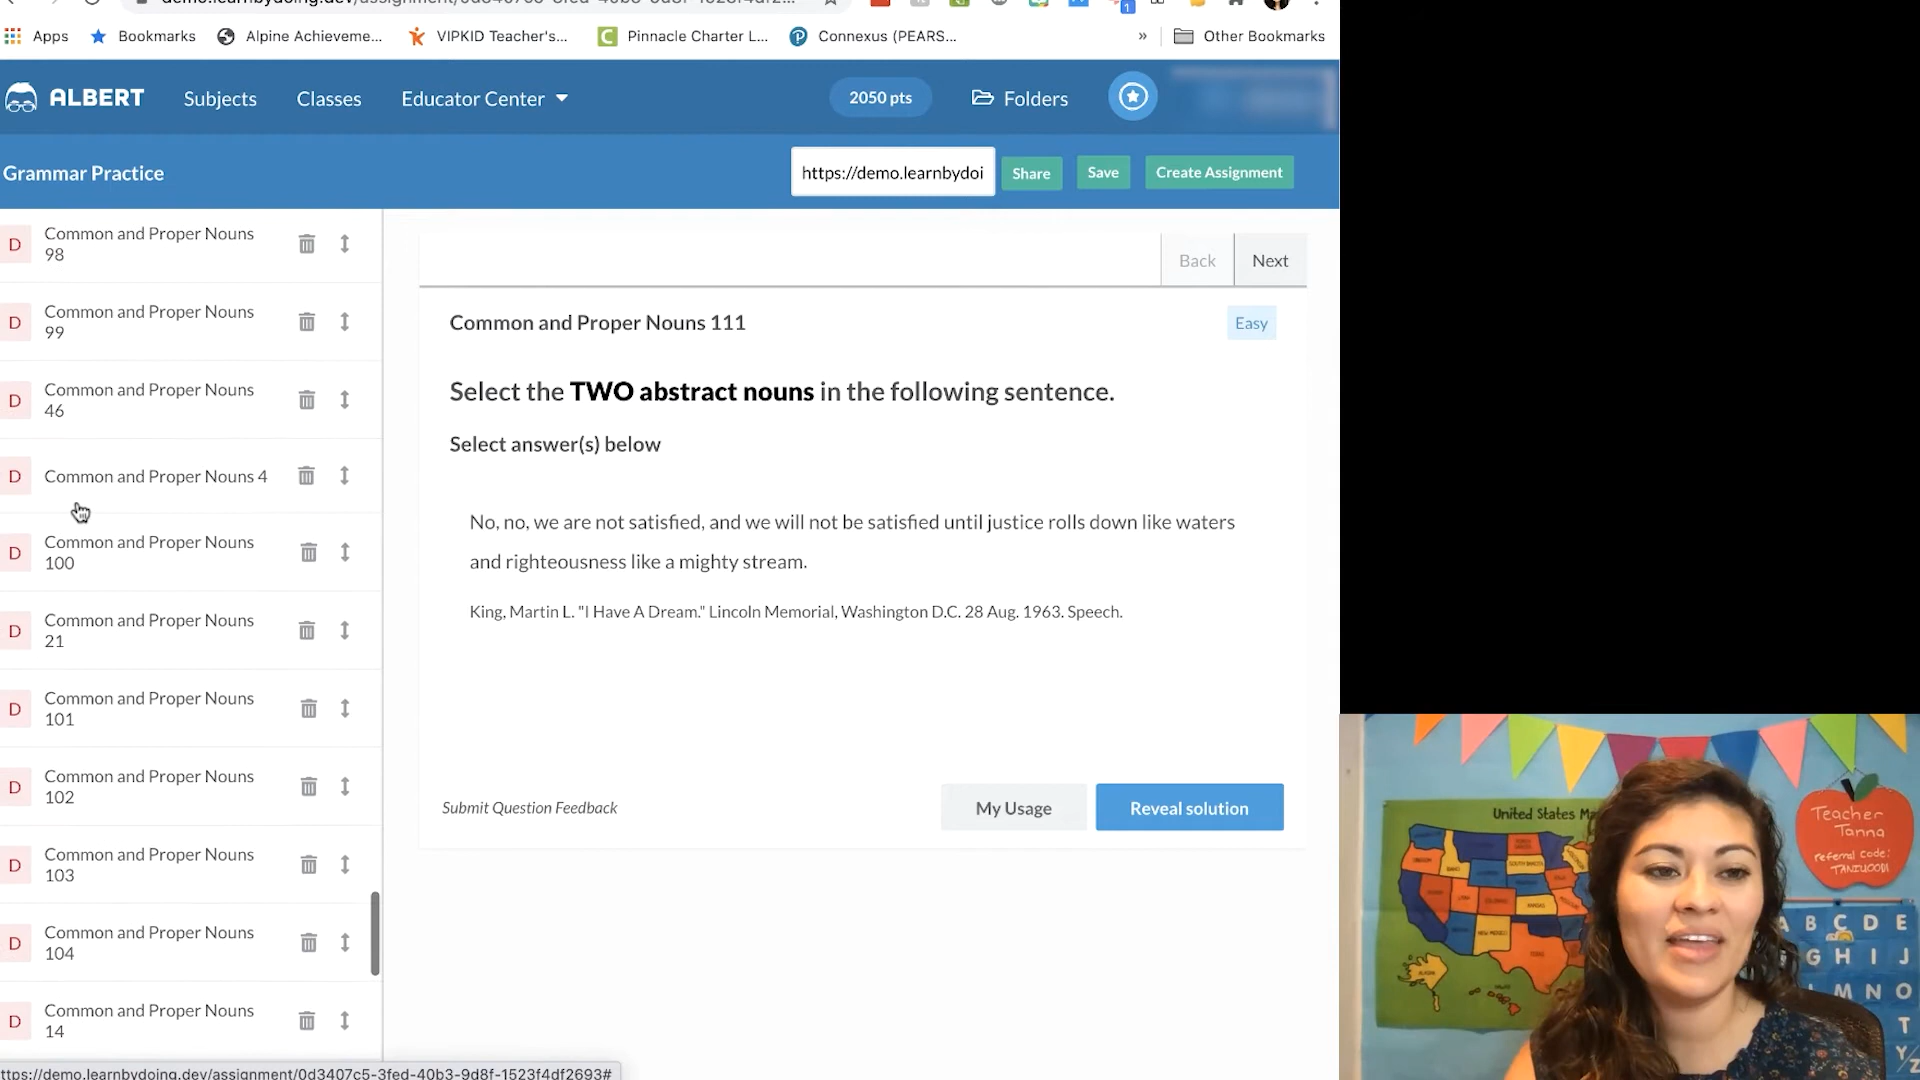 Apps
Bookmarks
Alpine Achieveme...
VIPKID Teacher's...
Pinnacle Charter L...
Connexus (PEARS...
»
Other Bookmarks
ALBERT
Subjects
Classes
Educator Center
2050 pts
Folders
Grammar Practice
https://demo.learnbydoi
Share
Save
Create Assignment
D
Common and Proper Nouns
98
D
Common and Proper Nouns
99
D
Common and Proper Nouns
46
D
Common and Proper Nouns 4
D
Common and Proper Nouns
100
D
Common and Proper Nouns
21
D
Common and Proper Nouns
101
D
Common and Proper Nouns
102
D
Common and Proper Nouns
103
D
Common and Proper Nouns
104
D
Common and Proper Nouns
14
Back
Next
Common and Proper Nouns 111
Easy
Select the TWO abstract nouns in the following sentence.
Select answer(s) below
No, no, we are not satisfied, and we will not be satisfied until justice rolls down like waters
and righteousness like a mighty stream.
King, Martin L. "I Have A Dream." Lincoln Memorial, Washington D.C. 28 Aug. 1963. Speech.
Submit Question Feedback
My Usage
Reveal solution
ttps://demo.learnbydoing.dev/assignment/0d3407c5-3fed-40b3-9d8f-1523f4df2693#
United States Ma
Teacher
Tanna
referral code:
A B C D E
G H I J
M N O
T
Y Z